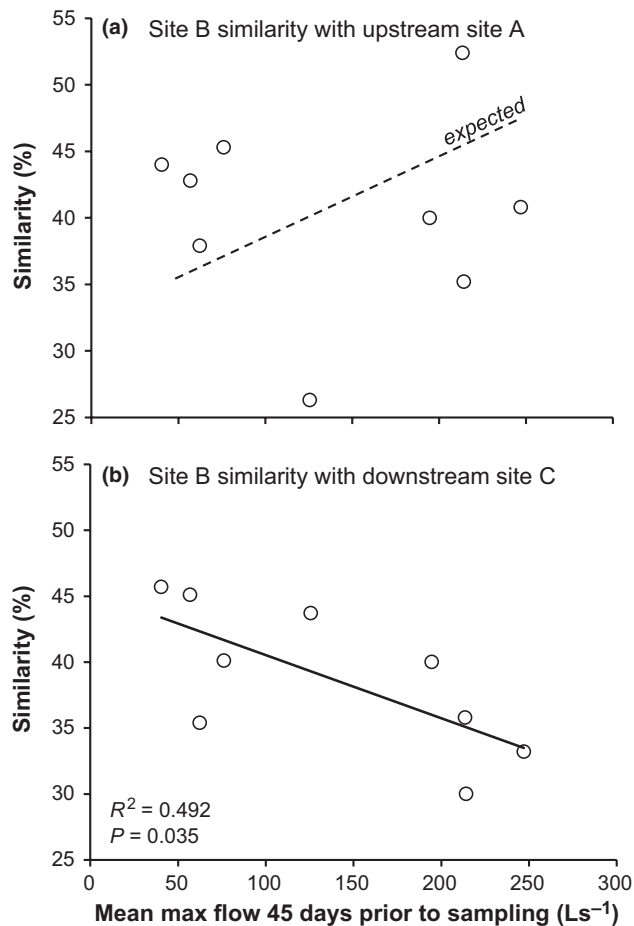 (a) Site B similarity with upstream site A
55
50
45
40
35
30
25
Similarity (%)
expected
(b) Site B similarity with downstream site C
55
50
45
40
35
30
25
Similarity (%)
R² = 0.492
P = 0.035
0 50 100 150 200 250 300
Mean max flow 45 days prior to sampling (Ls⁻¹)